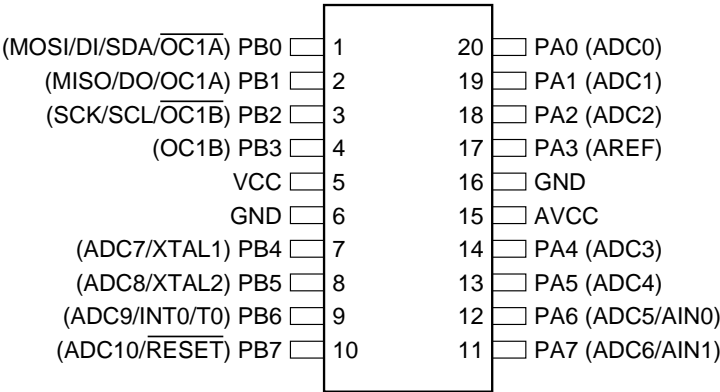 (MOSI/DI/SDA/OC1A) PB0 1 20 PA0 (ADC0)
(MISO/DO/OC1A) PB1 2 19 PA1 (ADC1)
(SCK/SCL/OC1B) PB2 3 18 PA2 (ADC2)
(OC1B) PB3 4 17 PA3 (AREF)
VCC 5 16 GND
GND 6 15 AVCC
(ADC7/XTAL1) PB4 7 14 PA4 (ADC3)
(ADC8/XTAL2) PB5 8 13 PA5 (ADC4)
(ADC9/INT0/T0) PB6 9 12 PA6 (ADC5/AIN0)
(ADC10/RESET) PB7 10 11 PA7 (ADC6/AIN1)